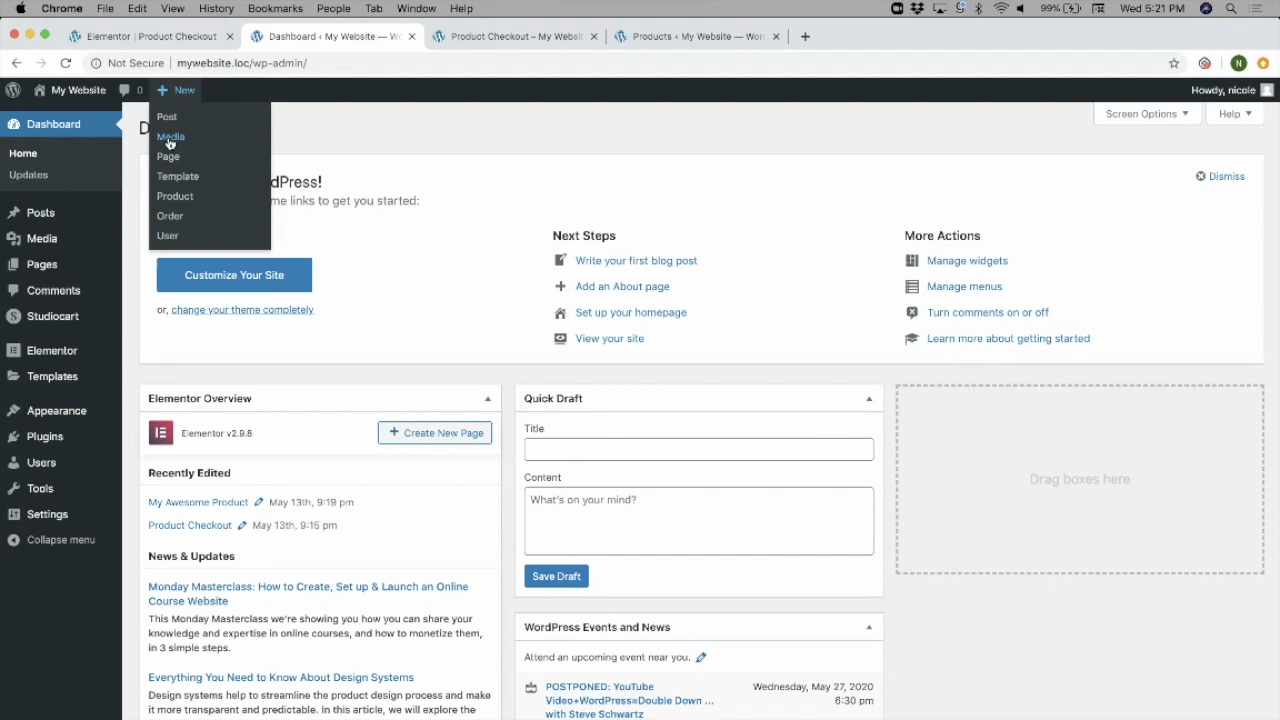 Chrome File Edit View History Bookmarks People Tab Window Help 99% Wed 5:21 PM
Elementor | Product Checkout
Dashboard ‹ My Website — Wo
Product Checkout – My Websit
Products ‹ My Website — Wor
Not Secure | mywebsite.loc/wp-admin/
N
My Website 0 + New
Howdy, nicole
Post
Media
Page
Template
Product
Order
User
Screen Options ▼
Help ▼
Dashboard
Home
Updates
Posts
Media
Pages
Comments
Studiocart
Elementor
Templates
Appearance
Plugins
Users
Tools
Settings
Collapse menu
D
dPress!
me links to get you started:
Dismiss
Customize Your Site
or, change your theme completely
Next Steps
Write your first blog post
Add an About page
Set up your homepage
View your site
More Actions
Manage widgets
Manage menus
Turn comments on or off
Learn more about getting started
Elementor Overview
Elementor v2.9.8
+ Create New Page
Recently Edited
My Awesome Product May 13th, 9:19 pm
Product Checkout May 13th, 9:15 pm
News & Updates
Monday Masterclass: How to Create, Set up & Launch an Online
Course Website
This Monday Masterclass we're showing you how you can share your
knowledge and expertise in online courses, and how to monetize them,
in 3 simple steps.
Everything You Need to Know About Design Systems
Design systems help to streamline the product design process and make
it more transparent and predictable. In this article, we will explore the
Quick Draft
Title
Content
What's on your mind?
Save Draft
WordPress Events and News
Attend an upcoming event near you.
POSTPONED: YouTube
Video+WordPress=Double Down ...
with Steve Schwartz
Wednesday, May 27, 2020
6:30 pm
Drag boxes here